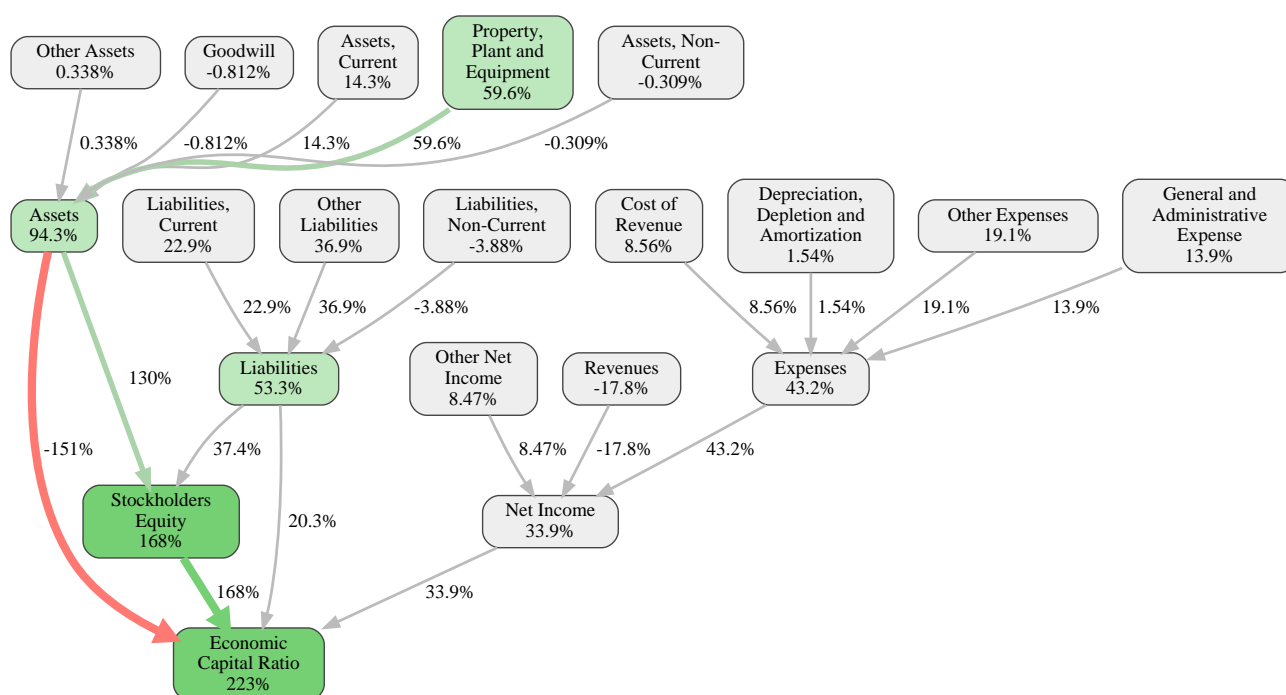 Other Assets
0.338%
Goodwill
-0.812%
Assets,
Current
14.3%
Property,
Plant and
Equipment
59.6%
Assets, Non-
Current
-0.309%
0.338%
-0.812%
14.3%
59.6%
-0.309%
Assets
94.3%
Liabilities,
Current
22.9%
Other
Liabilities
36.9%
Liabilities,
Non-Current
-3.88%
Cost of
Revenue
8.56%
Depreciation,
Depletion and
Amortization
1.54%
Other Expenses
19.1%
General and
Administrative
Expense
13.9%
22.9%
36.9%
-3.88%
8.56%
1.54%
19.1%
13.9%
130%
Liabilities
53.3%
Other Net
Income
8.47%
Revenues
-17.8%
Expenses
43.2%
-151%
37.4%
8.47%
-17.8%
43.2%
Stockholders
Equity
168%
20.3%
Net Income
33.9%
168%
33.9%
Economic
Capital Ratio
223%